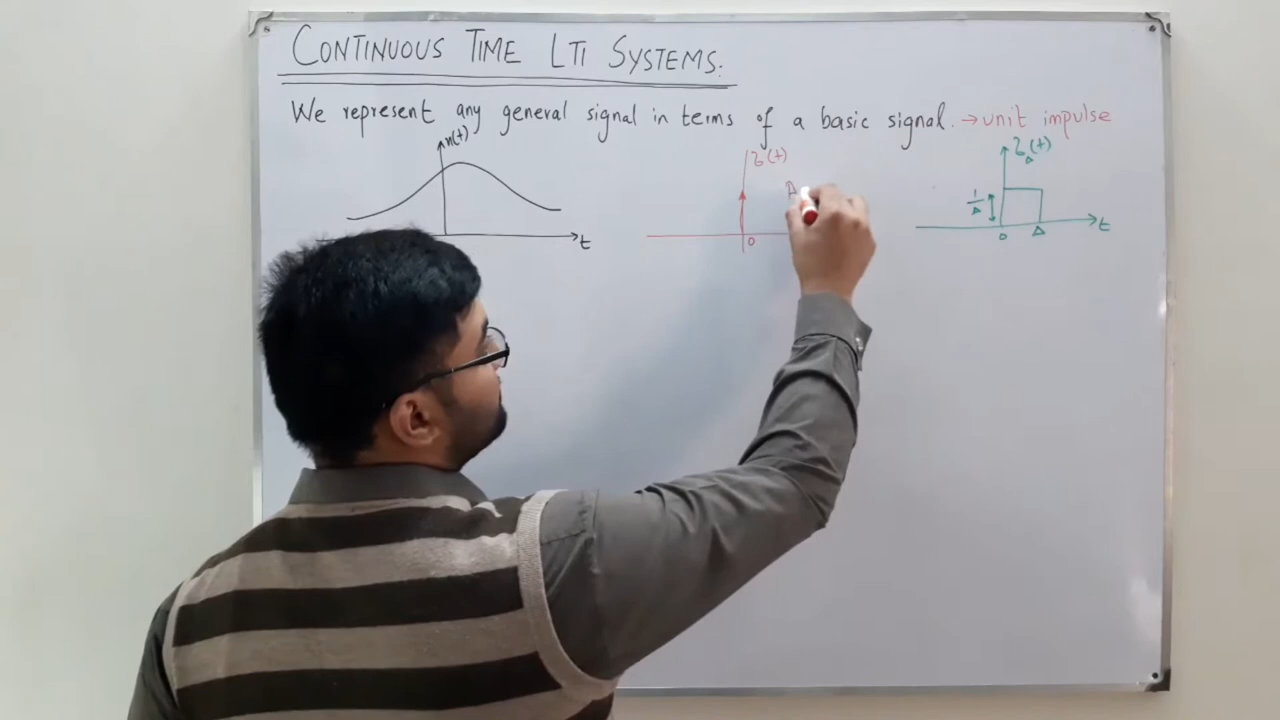 CONTINUOUS TIME LTI SYSTEMS.
We represent any general signal in terms of a basic signal. → unit impulse
x(t)
t
δ(t)
0
A
δ_Δ(t)
1/Δ
0
Δ
t